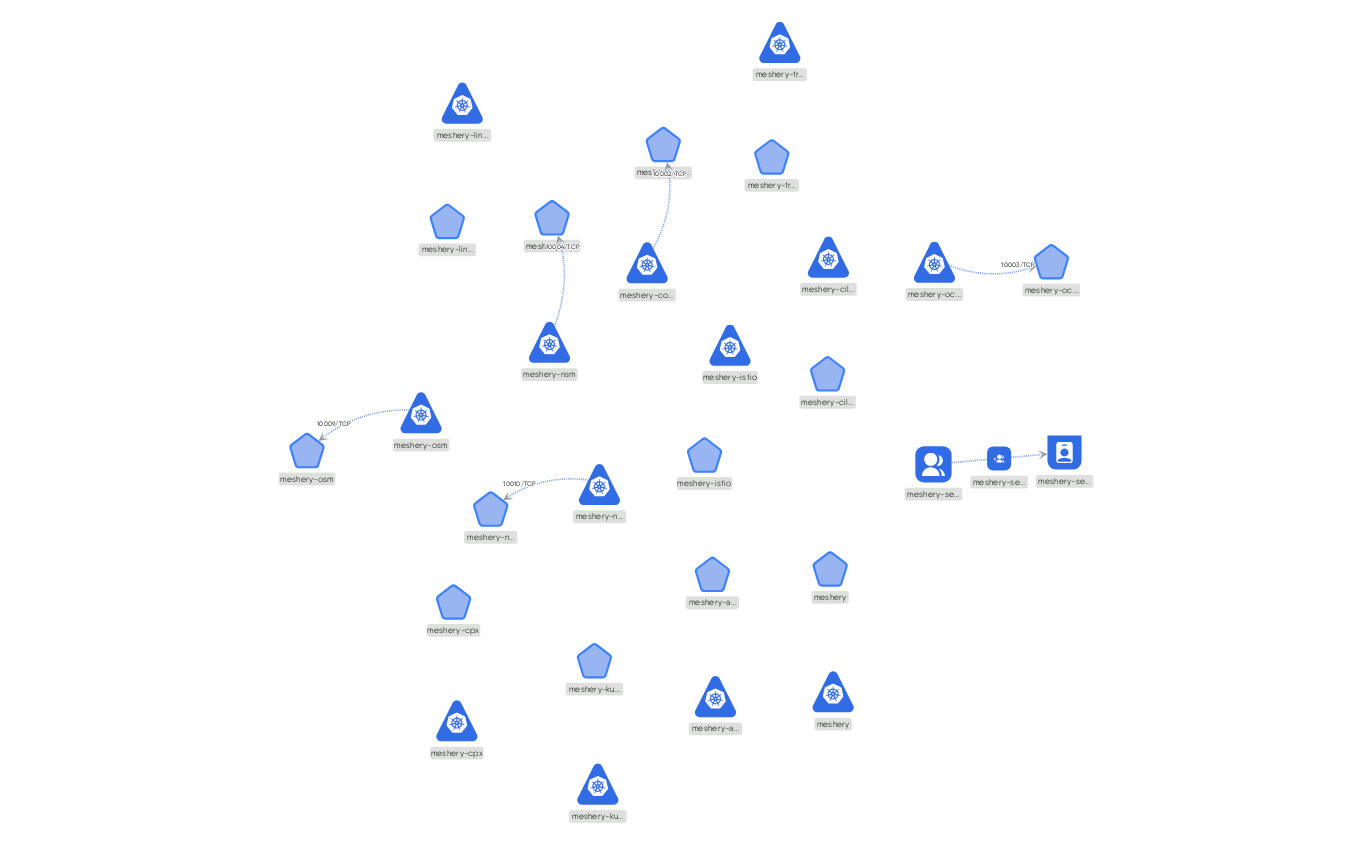 meshery-tr...
meshery-lin...
10002/TCP
meshery-tr...
meshery-lin...
10004/TCP
10003/TCP
meshery-co...
meshery-cil...
meshery-oc...
meshery-oc...
meshery-nsm
meshery-istio
meshery-cil...
10009/TCP
meshery-osm
meshery-osm
meshery-istio
10010/TCP
meshery-se...
meshery-se...
meshery-se...
meshery-n...
meshery-n...
meshery-a...
meshery
meshery-cpx
meshery-ku...
meshery-a...
meshery
meshery-cpx
meshery-ku...